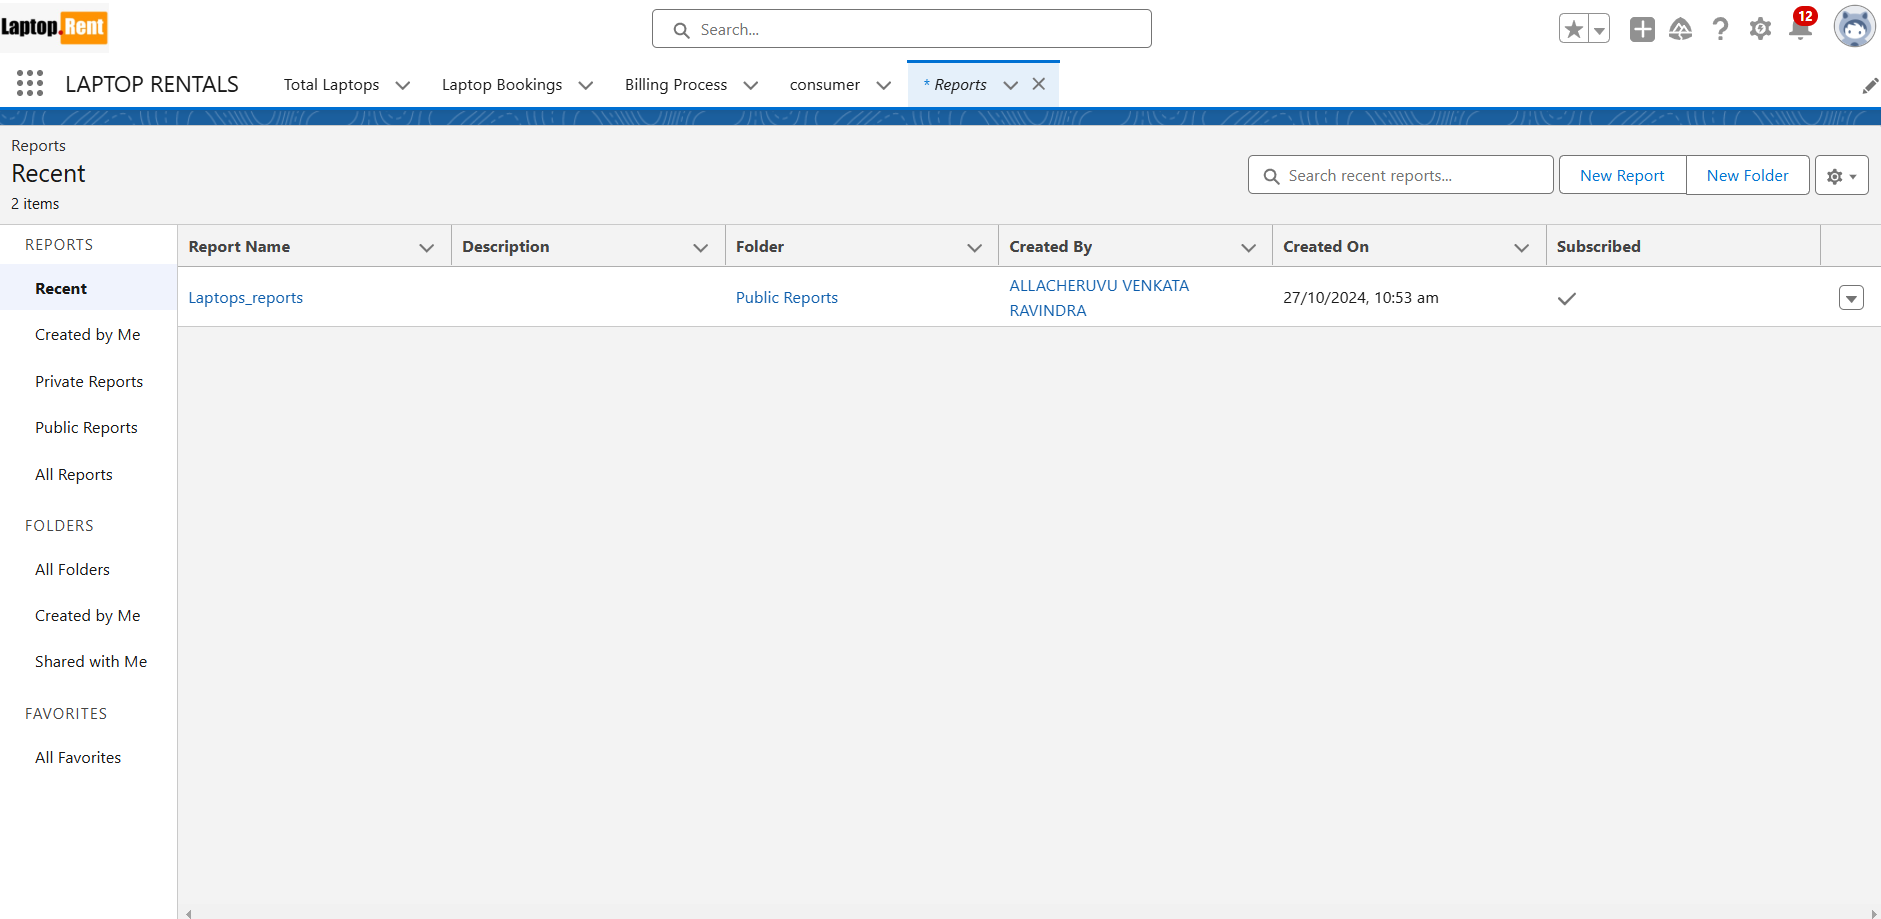 Laptop.Rent
Search...
12
LAPTOP RENTALS
Total Laptops
Laptop Bookings
Billing Process
consumer
* Reports
Reports
Recent
2 items
Search recent reports...
New Report
New Folder
REPORTS
Recent
Created by Me
Private Reports
Public Reports
All Reports
FOLDERS
All Folders
Created by Me
Shared with Me
FAVORITES
All Favorites
Report Name
Description
Folder
Created By
Created On
Subscribed
Laptops_reports
Public Reports
ALLACHERUVU VENKATA
RAVINDRA
27/10/2024, 10:53 am